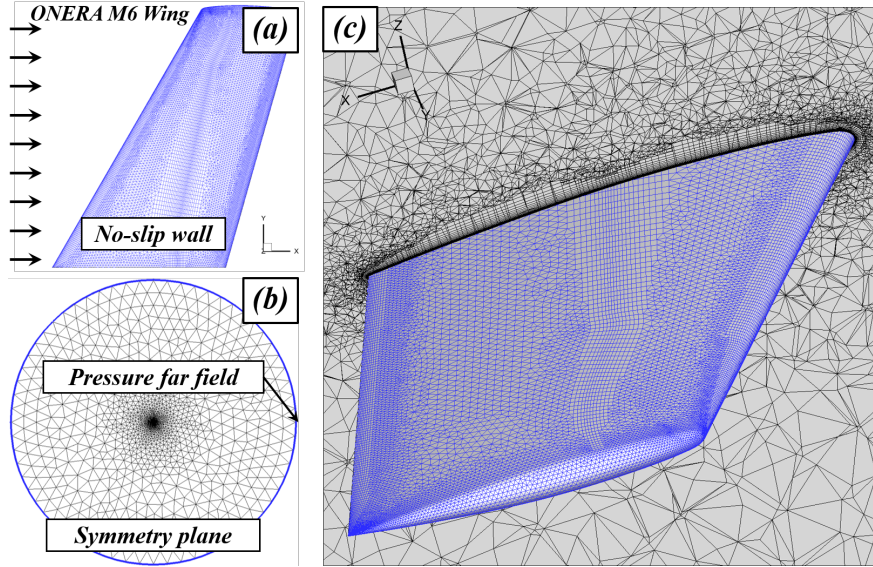 ONERA M6 Wing
(a)
No-slip wall
Y
Z
X
(b)
Pressure far field
Symmetry plane
(c)
Z
X
Y